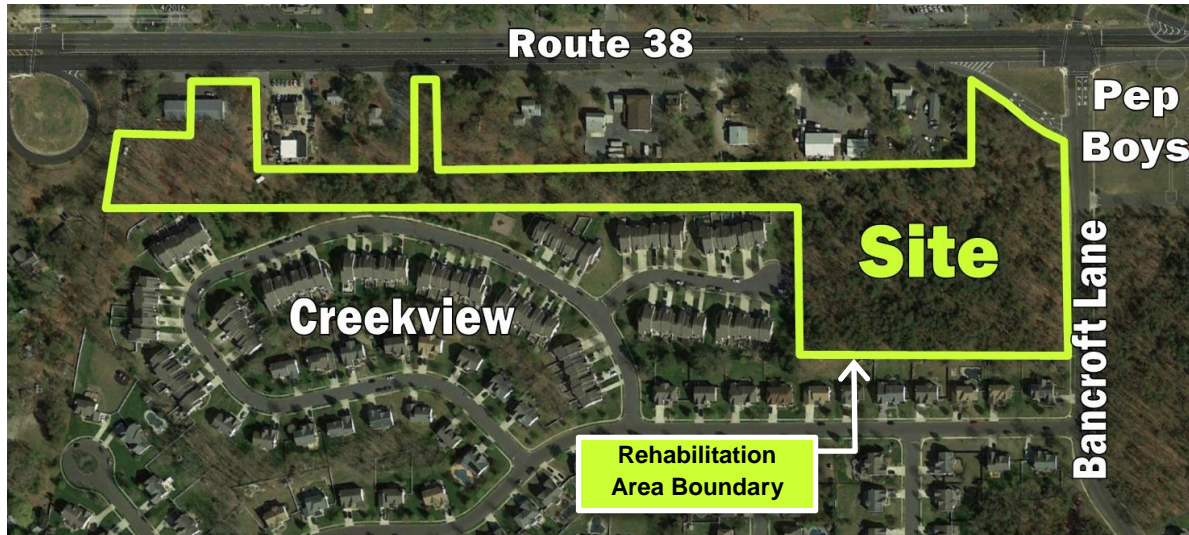 Route 38
Pep
Boys
Site
Creekview
Bancroft Lane
Rehabilitation
Area Boundary